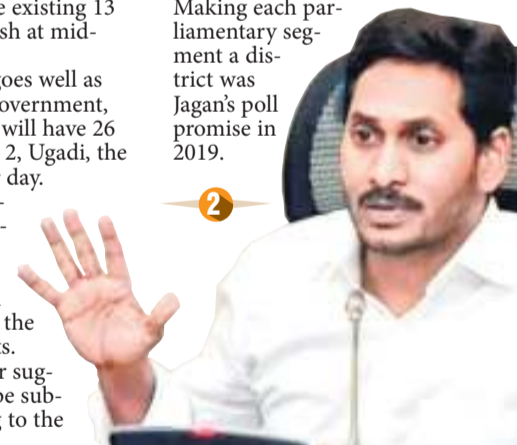 e existing 13
sh at mid-
goes well as
overnment,
will have 26
2, Ugadi, the
day.
-
-
the
ts.
r sug-
be sub-
g to the
Making each par-
liamentary seg-
ment a dis-
trict was
Jagan's poll
promise in
2019.
2